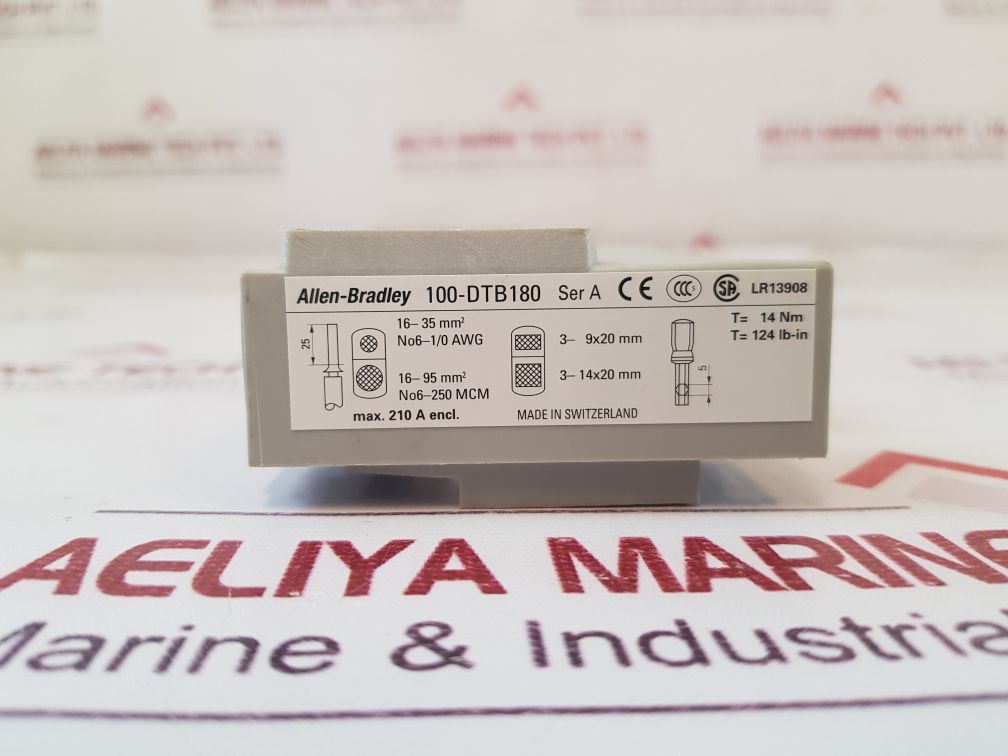 Allen-Bradley 100-DTB180 Ser A CE CCC S SA LR13908
T= 14 Nm
T= 124 lb-in
25
16–35 mm²
No6–1/0 AWG
16–95 mm²
No6–250 MCM
max. 210 A encl.
3– 9x20 mm
3–14x20 mm
MADE IN SWITZERLAND
5
AELIYA MARINE
Marine & Industrial